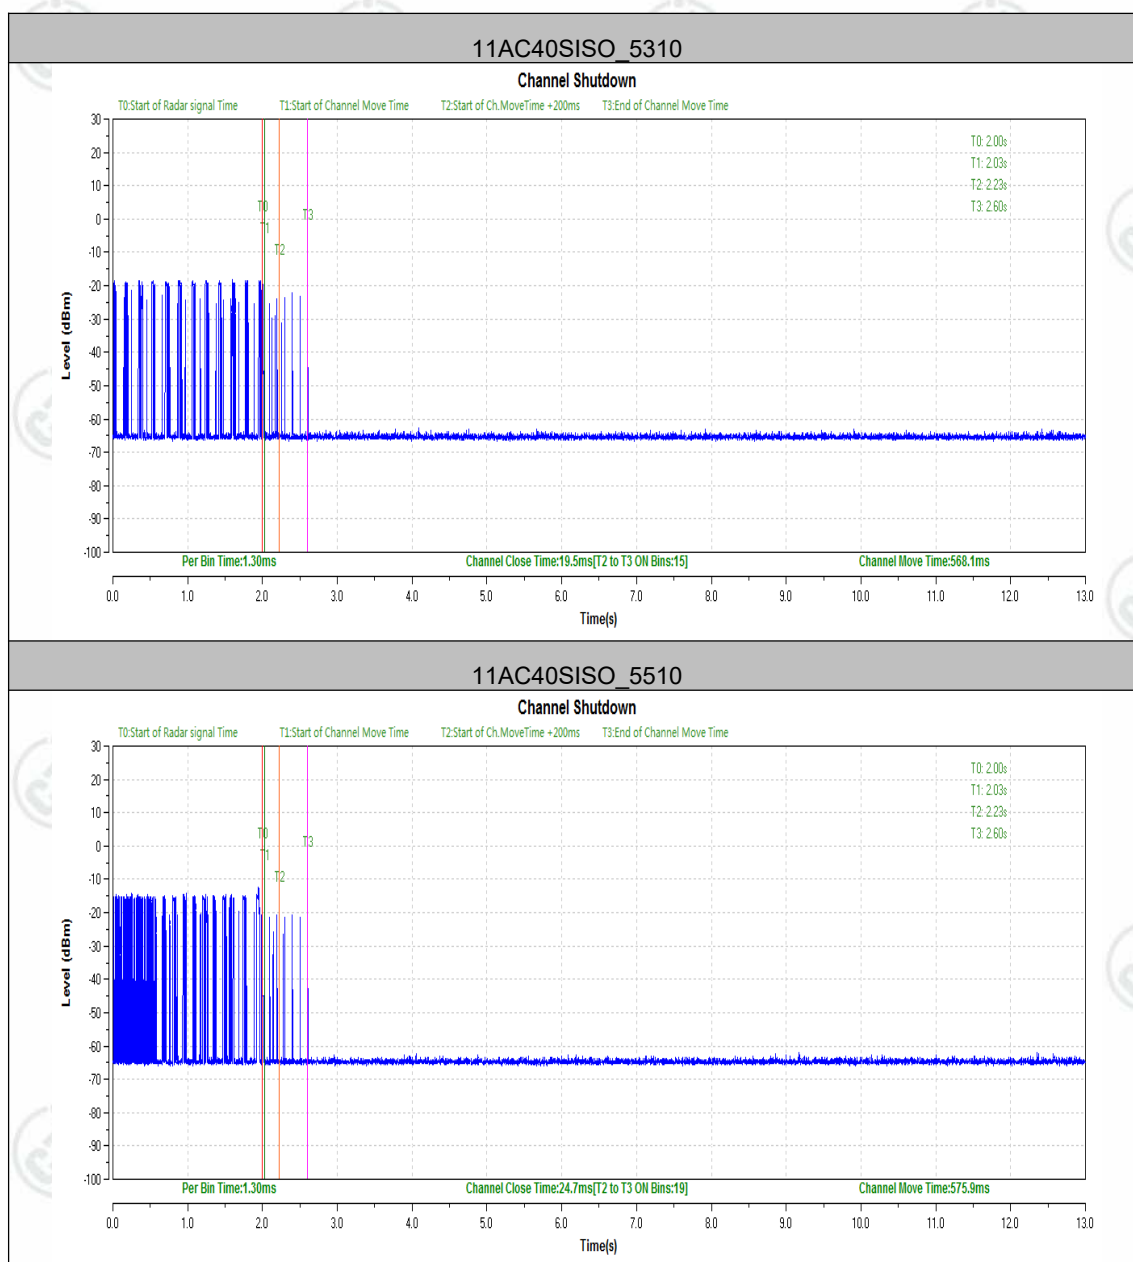 11AC40SISO_5310
Channel Shutdown
T0:Start of Radar signal Time T1:Start of Channel Move Time T2:Start of Ch.MoveTime +200ms T3:End of Channel Move Time
T0: 2.00s
T1: 2.03s
T2: 2.23s
T3: 2.60s
T0
T1
T2
T3
30
20
10
0
-10
-20
-30
-40
-50
-60
-70
-80
-90
-100
Level (dBm)
Per Bin Time:1.30ms Channel Close Time:19.5ms[T2 to T3 ON Bins:15] Channel Move Time:568.1ms
0.0 1.0 2.0 3.0 4.0 5.0 6.0 7.0 8.0 9.0 10.0 11.0 12.0 13.0
Time(s)
11AC40SISO_5510
Channel Shutdown
T0:Start of Radar signal Time T1:Start of Channel Move Time T2:Start of Ch.MoveTime +200ms T3:End of Channel Move Time
T0: 2.00s
T1: 2.03s
T2: 2.23s
T3: 2.60s
T0
T1
T2
T3
30
20
10
0
-10
-20
-30
-40
-50
-60
-70
-80
-90
-100
Level (dBm)
Per Bin Time:1.30ms Channel Close Time:24.7ms[T2 to T3 ON Bins:19] Channel Move Time:575.9ms
0.0 1.0 2.0 3.0 4.0 5.0 6.0 7.0 8.0 9.0 10.0 11.0 12.0 13.0
Time(s)